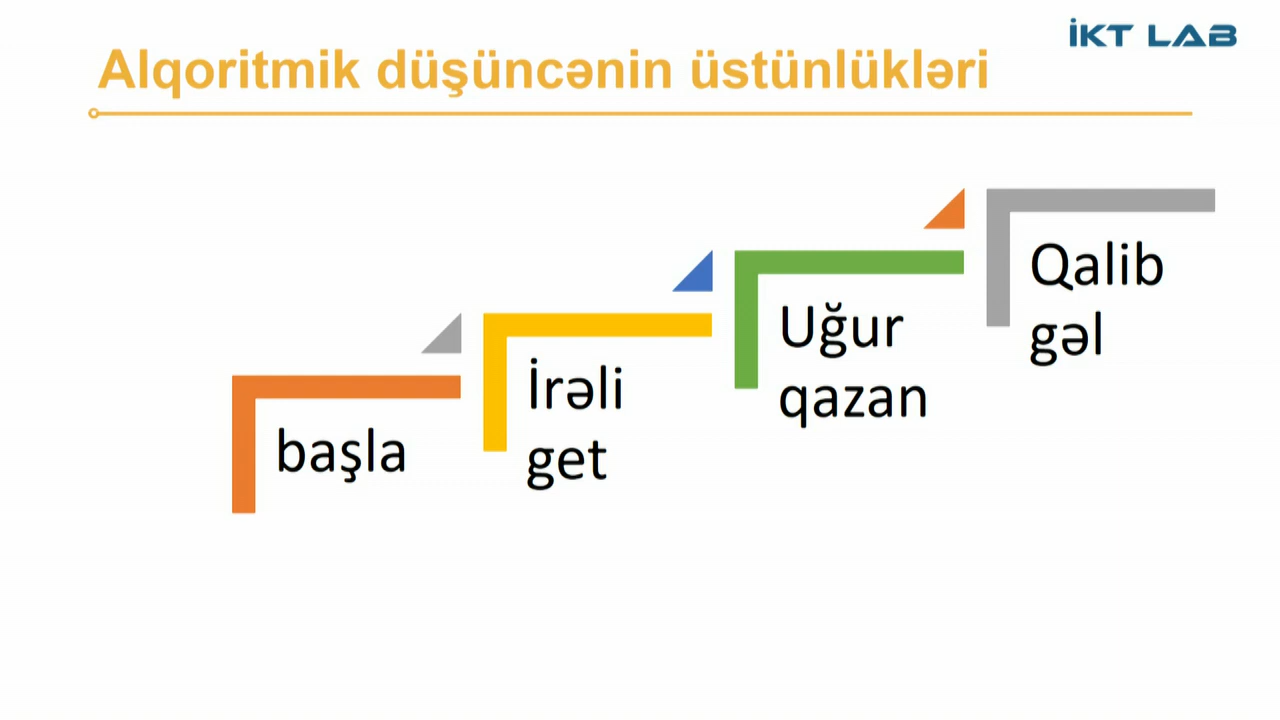 İKT LAB
Alqoritmik düşüncənin üstünlükləri
başla
İrəli
get
Uğur
qazan
Qalib
gəl